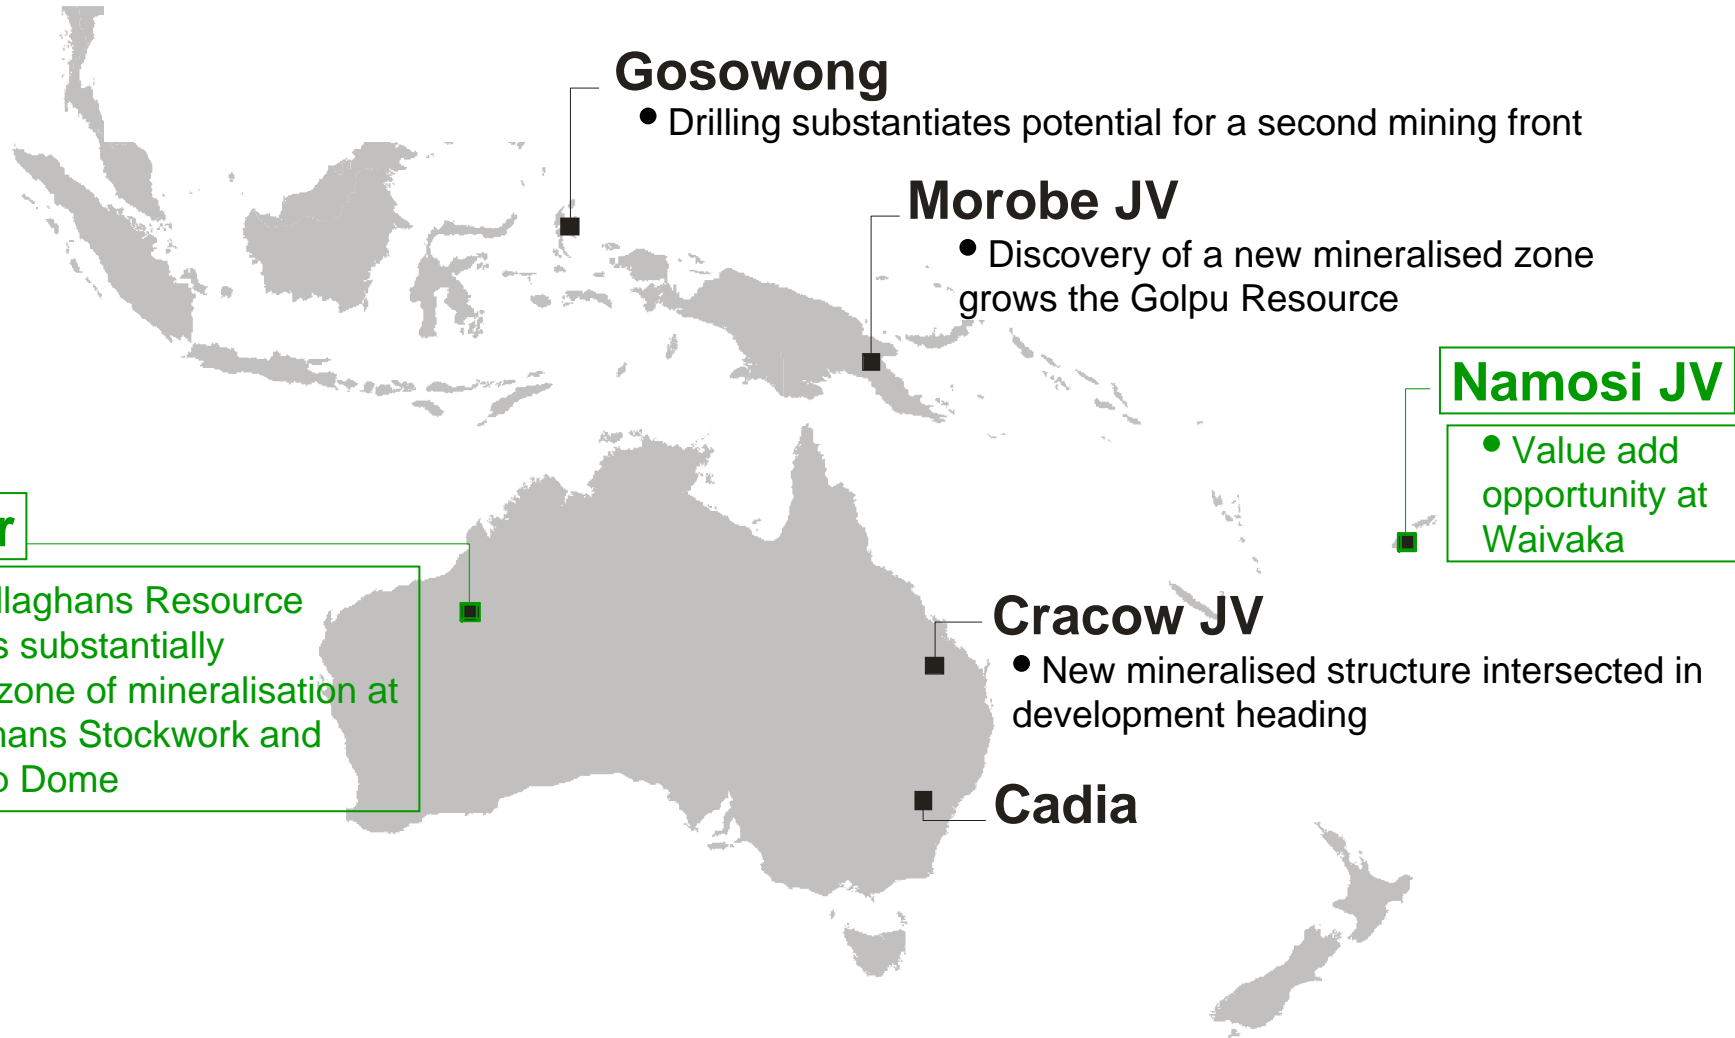 Gosowong
• Drilling substantiates potential for a second mining front
Morobe JV
• Discovery of a new mineralised zone
grows the Golpu Resource
Namosi JV
• Value add
opportunity at
Waivaka
r
llaghans Resource
s substantially
zone of mineralisation at
hans Stockwork and
o Dome
Cracow JV
• New mineralised structure intersected in
development heading
Cadia